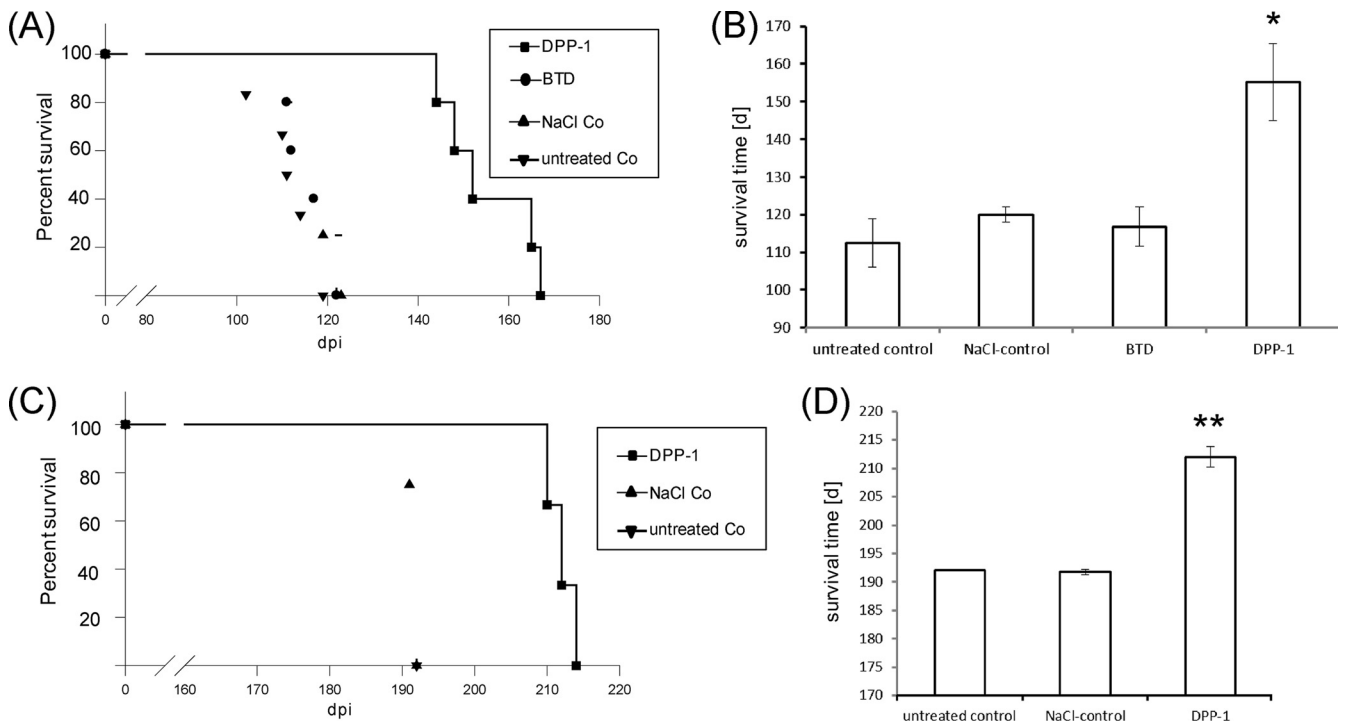 (A)
Percent survival
100
80
60
40
20
0
80
100
120
140
160
180
dpi
DPP-1
BTD
NaCl Co
untreated Co
(B)
survival time [d]
170
160
150
140
130
120
110
100
90
*
untreated control
NaCl-control
BTD
DPP-1
(C)
Percent survival
100
80
60
40
20
0
160
170
180
190
200
210
220
dpi
DPP-1
NaCl Co
untreated Co
(D)
survival time [d]
220
215
210
205
200
195
190
185
180
175
170
**
untreated control
NaCl-control
DPP-1